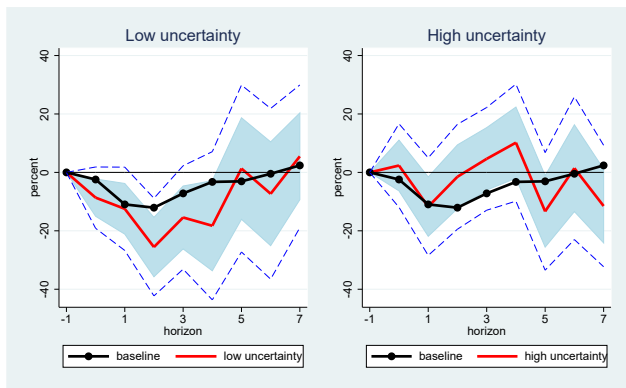 Low uncertainty
40
20
0
-20
-40
percent
-1
1
3
5
7
horizon
baseline
low uncertainty
High uncertainty
40
20
0
-20
-40
percent
-1
1
3
5
7
horizon
baseline
high uncertainty